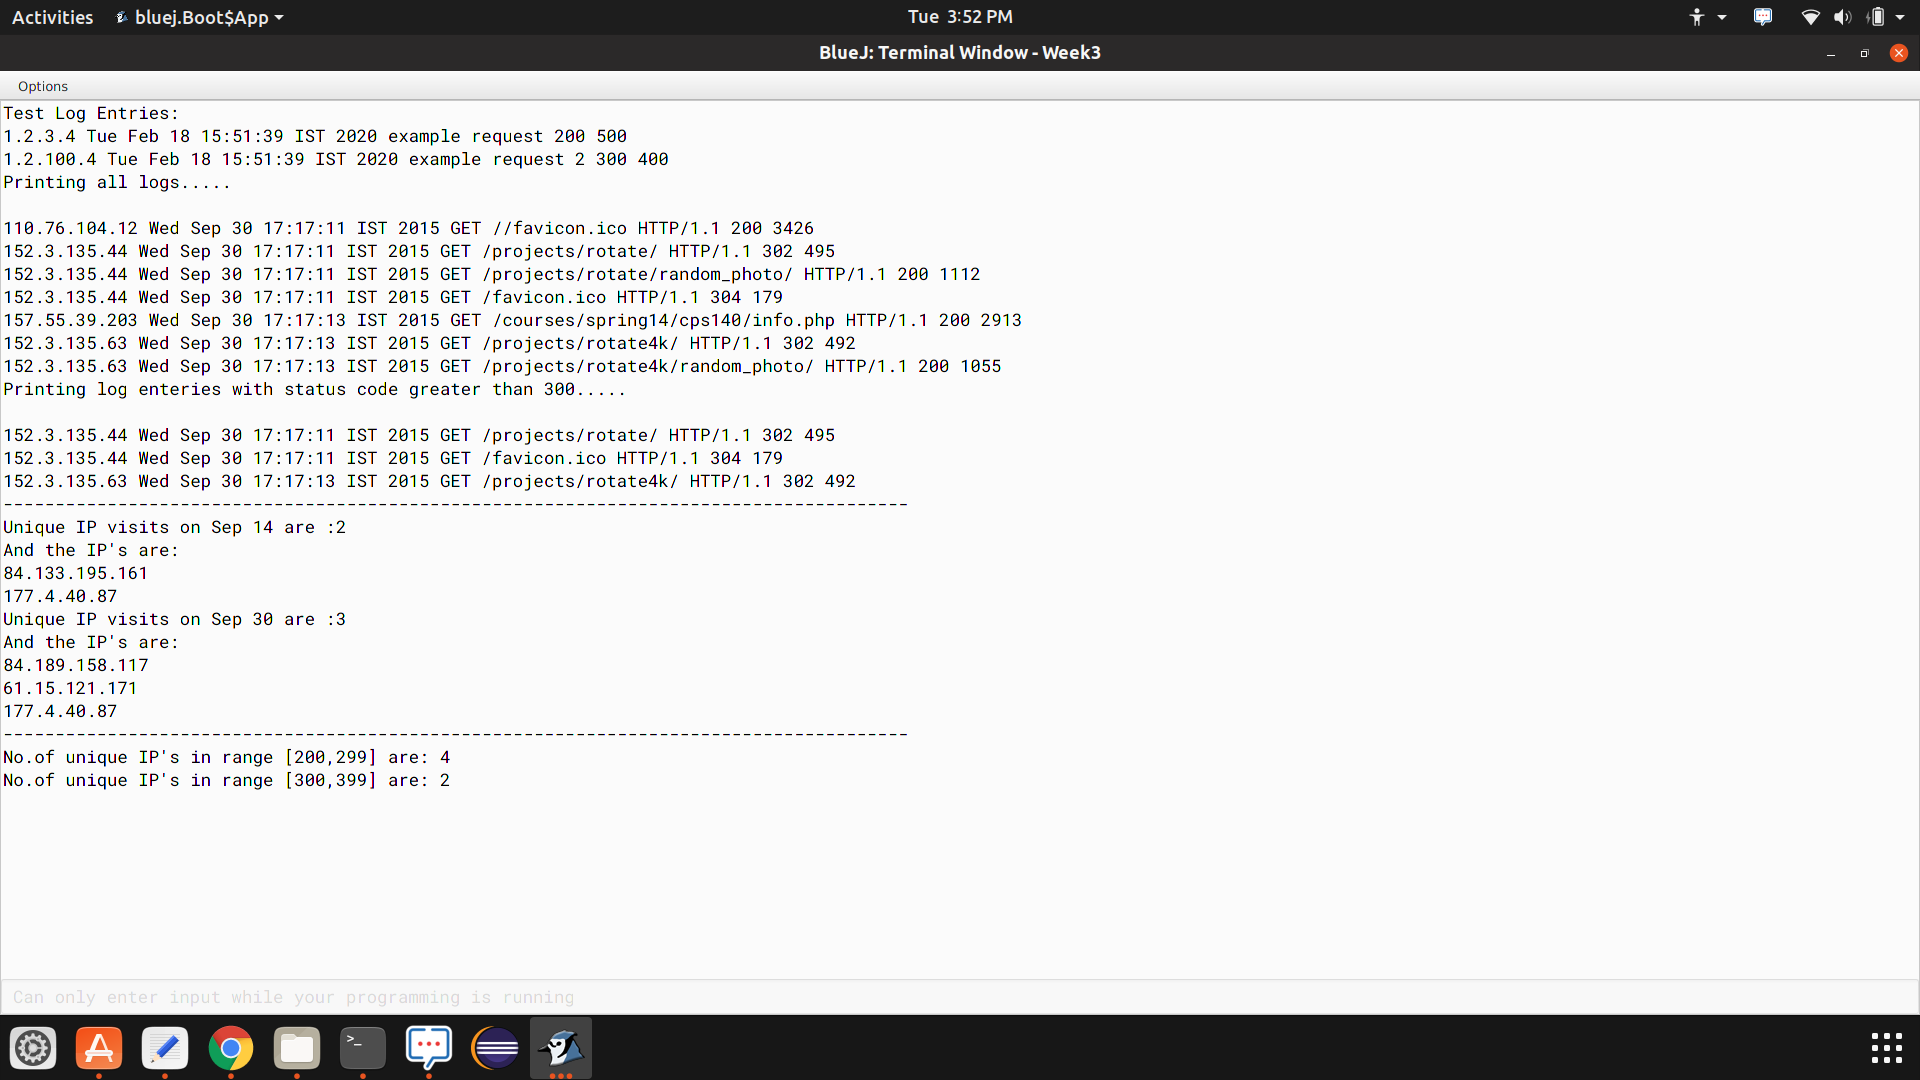 Activities bluej.Boot$App Tue 3:52 PM
BlueJ: Terminal Window - Week3
Options
Test Log Entries:
1.2.3.4 Tue Feb 18 15:51:39 IST 2020 example request 200 500
1.2.100.4 Tue Feb 18 15:51:39 IST 2020 example request 2 300 400
Printing all logs.....
110.76.104.12 Wed Sep 30 17:17:11 IST 2015 GET //favicon.ico HTTP/1.1 200 3426
152.3.135.44 Wed Sep 30 17:17:11 IST 2015 GET /projects/rotate/ HTTP/1.1 302 495
152.3.135.44 Wed Sep 30 17:17:11 IST 2015 GET /projects/rotate/random_photo/ HTTP/1.1 200 1112
152.3.135.44 Wed Sep 30 17:17:11 IST 2015 GET /favicon.ico HTTP/1.1 304 179
157.55.39.203 Wed Sep 30 17:17:13 IST 2015 GET /courses/spring14/cps140/info.php HTTP/1.1 200 2913
152.3.135.63 Wed Sep 30 17:17:13 IST 2015 GET /projects/rotate4k/ HTTP/1.1 302 492
152.3.135.63 Wed Sep 30 17:17:13 IST 2015 GET /projects/rotate4k/random_photo/ HTTP/1.1 200 1055
Printing log enteries with status code greater than 300.....
152.3.135.44 Wed Sep 30 17:17:11 IST 2015 GET /projects/rotate/ HTTP/1.1 302 495
152.3.135.44 Wed Sep 30 17:17:11 IST 2015 GET /favicon.ico HTTP/1.1 304 179
152.3.135.63 Wed Sep 30 17:17:13 IST 2015 GET /projects/rotate4k/ HTTP/1.1 302 492
---------------------------------------------------------------------------------------
Unique IP visits on Sep 14 are :2
And the IP's are:
84.133.195.161
177.4.40.87
Unique IP visits on Sep 30 are :3
And the IP's are:
84.189.158.117
61.15.121.171
177.4.40.87
---------------------------------------------------------------------------------------
No.of unique IP's in range [200,299] are: 4
No.of unique IP's in range [300,399] are: 2
Can only enter input while your programming is running